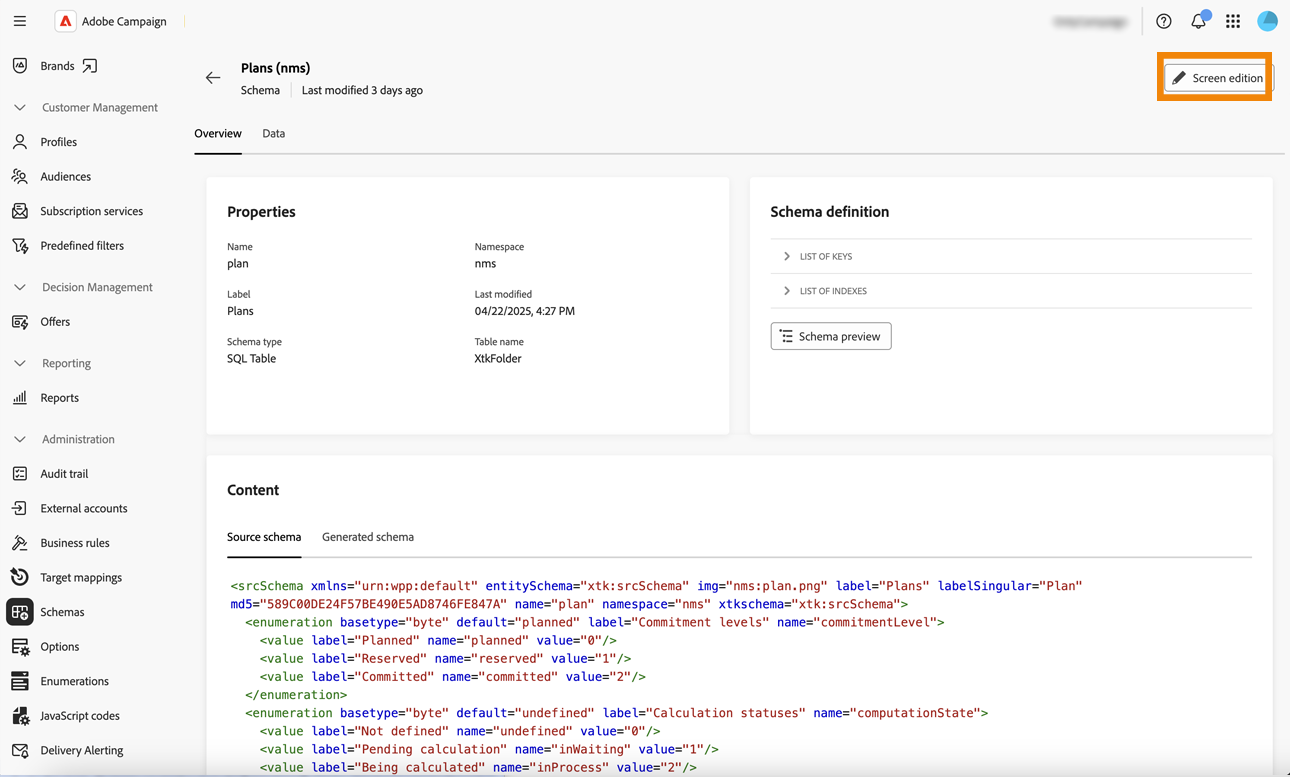 Adobe Campaign
Brands
Customer Management
Profiles
Audiences
Subscription services
Predefined filters
Decision Management
Offers
Reporting
Reports
Administration
Audit trail
External accounts
Business rules
Target mappings
Schemas
Options
Enumerations
JavaScript codes
Delivery Alerting
Plans (nms)
Schema Last modified 3 days ago
Screen edition
Overview Data
Properties
Name Namespace
plan nms
Label Last modified
Plans 04/22/2025, 4:27 PM
Schema type Table name
SQL Table XtkFolder
Schema definition
LIST OF KEYS
LIST OF INDEXES
Schema preview
Content
Source schema Generated schema
<srcSchema xmlns="urn:wpp:default" entitySchema="xtk:srcSchema" img="nms:plan.png" label="Plans" labelSingular="Plan"
md5="589C00DE24F57BE490E5AD8746FE847A" name="plan" namespace="nms" xtkschema="xtk:srcSchema">
<enumeration basetype="byte" default="planned" label="Commitment levels" name="commitmentLevel">
<value label="Planned" name="planned" value="0"/>
<value label="Reserved" name="reserved" value="1"/>
<value label="Committed" name="committed" value="2"/>
</enumeration>
<enumeration basetype="byte" default="undefined" label="Calculation statuses" name="computationState">
<value label="Not defined" name="undefined" value="0"/>
<value label="Pending calculation" name="inWaiting" value="1"/>
<value label="Being calculated" name="inProcess" value="2"/>